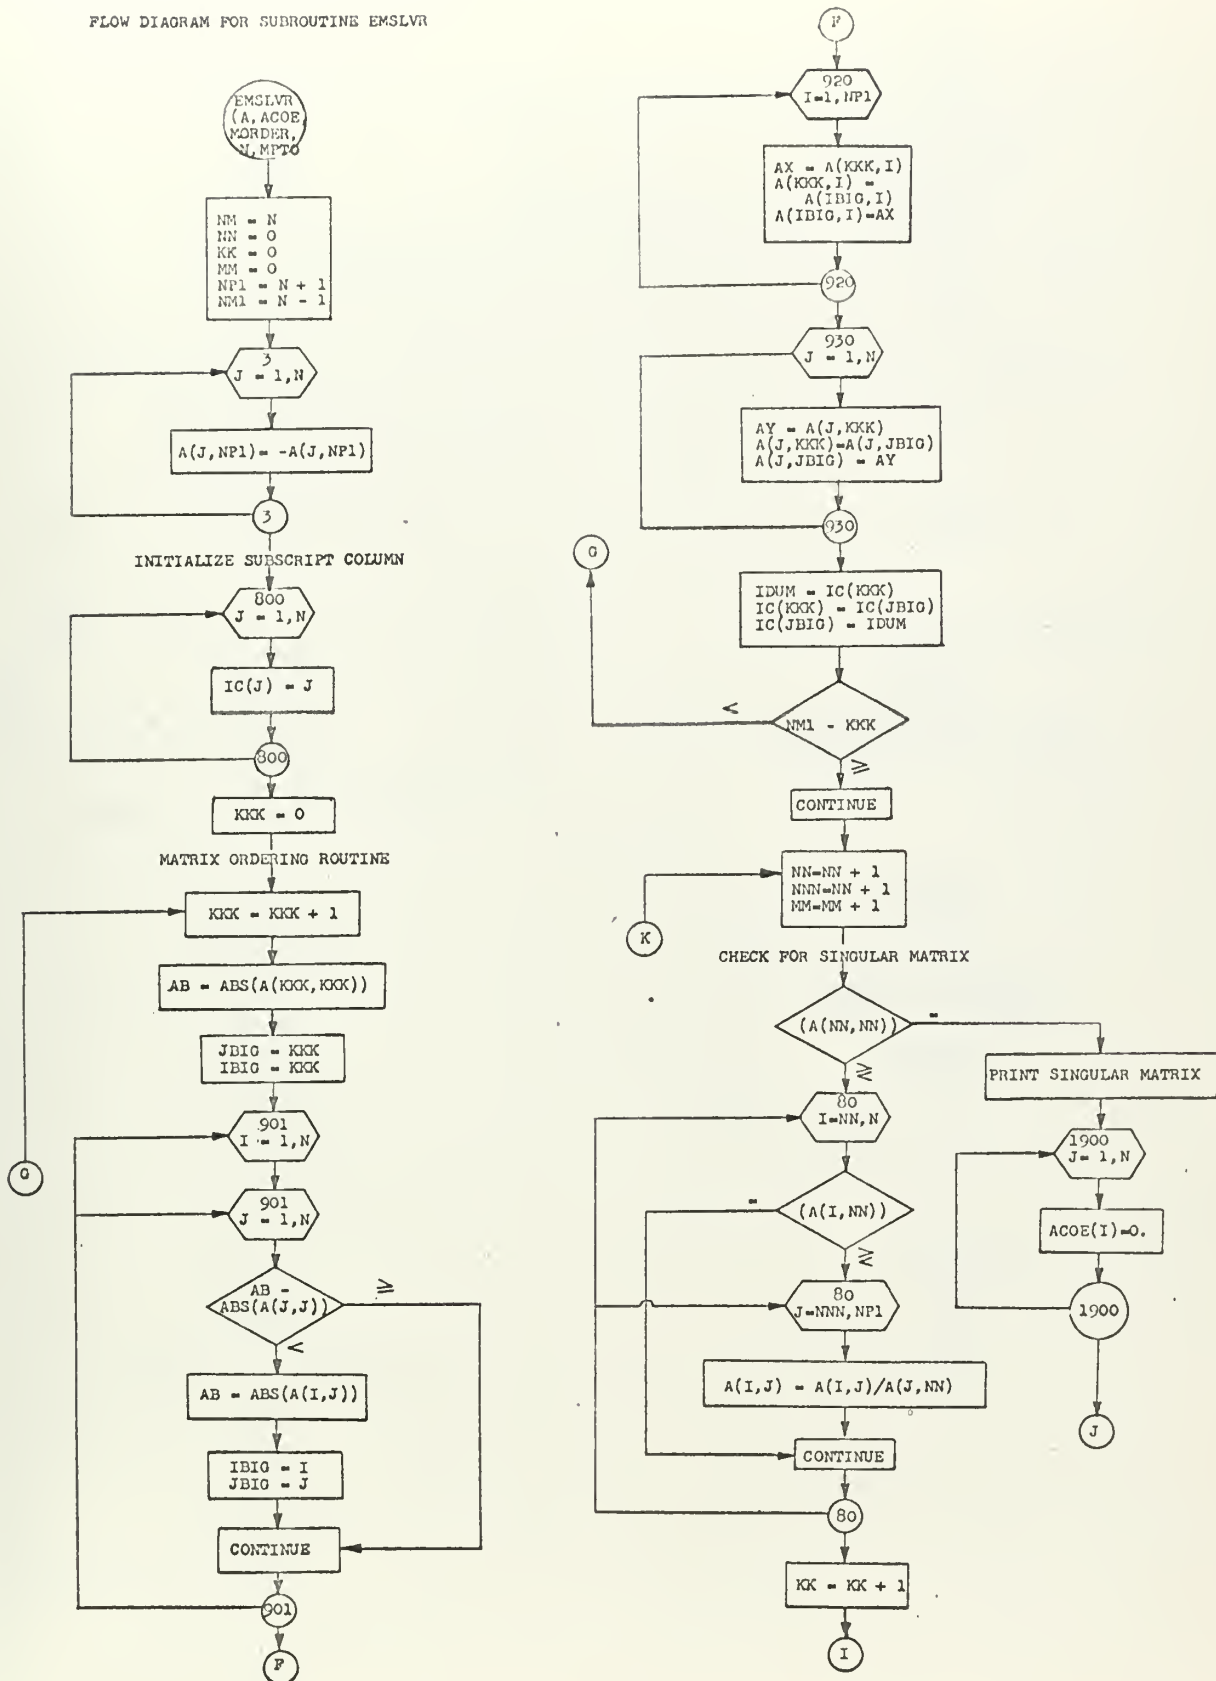 FLOW DIAGRAM FOR SUBROUTINE EMSLVR
EMSLVR
(A, ACOE
MORDER,
N, MPTO
NM = N
NN = O
KK = O
MM = O
NP1 = N + 1
NM1 = N - 1
3
J = 1,N
A(J,NP1)= -A(J,NP1)
3
INITIALIZE SUBSCRIPT COLUMN
800
J = 1,N
IC(J) = J
800
KKK = O
MATRIX ORDERING ROUTINE
KKK = KKK + 1
AB = ABS(A(KKK,KKK))
JBIG = KKK
IBIG = KKK
901
I = 1,N
G
901
J = 1,N
AB -
ABS(A(J,J))
≥
<
AB = ABS(A(I,J))
IBIG = I
JBIG = J
CONTINUE
901
F
F
920
I=1,NP1
AX = A(KKK,I)
A(KKK,I) =
A(IBIG,I)
A(IBIG,I)=AX
920
930
J = 1,N
AY = A(J,KKK)
A(J,KKK)=A(J,JBIG)
A(J,JBIG) = AY
930
G
IDUM = IC(KKK)
IC(KKK) = IC(JBIG)
IC(JBIG) = IDUM
<
NM1 - KKK
≥
CONTINUE
NN=NN + 1
NNN=NN + 1
MM=MM + 1
K
CHECK FOR SINGULAR MATRIX
(A(NN,NN))
=
≥
PRINT SINGULAR MATRIX
80
I=NN,N
1900
J= 1,N
=
(A(I,NN))
ACOE(I)=0.
≥
80
J=NNN,NP1
1900
A(I,J) = A(I,J)/A(J,NN)
J
CONTINUE
80
KK = KK + 1
I